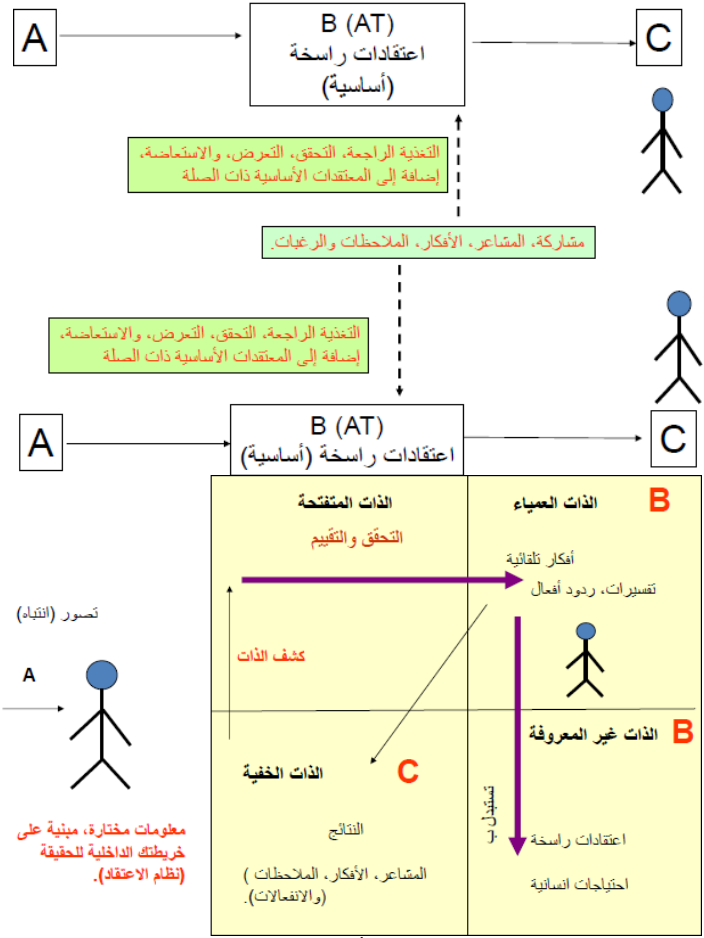 A
B (AT)
اعتقادات راسخة
(أساسية)
C
التغذية الراجعة، التحقق، التعرض، والاستعاضة،
إضافة إلى المعتقدات الأساسية ذات الصلة
مشاركة، المشاعر، الأفكار، الملاحظات والرغبات.
التغذية الراجعة، التحقق، التعرض، والاستعاضة،
إضافة إلى المعتقدات الأساسية ذات الصلة
A
B (AT)
اعتقادات راسخة (أساسية)
C
الذات المتفتحة
التحقق والتقييم
B
الذات العمياء
أفكار تلقائية
تفسيرات، ردود أفعال
تصور (انتباه)
A
كشف الذات
معلومات مختارة، مبنية على
خريطتك الداخلية للحقيقة
(نظام الاعتقاد).
C
الذات الخفية
النتائج
المشاعر، الأفكار، الملاحظات )
(والانفعالات).
B
الذات غير المعروفة
تستبدل ب
اعتقادات راسخة
احتياجات انسانية